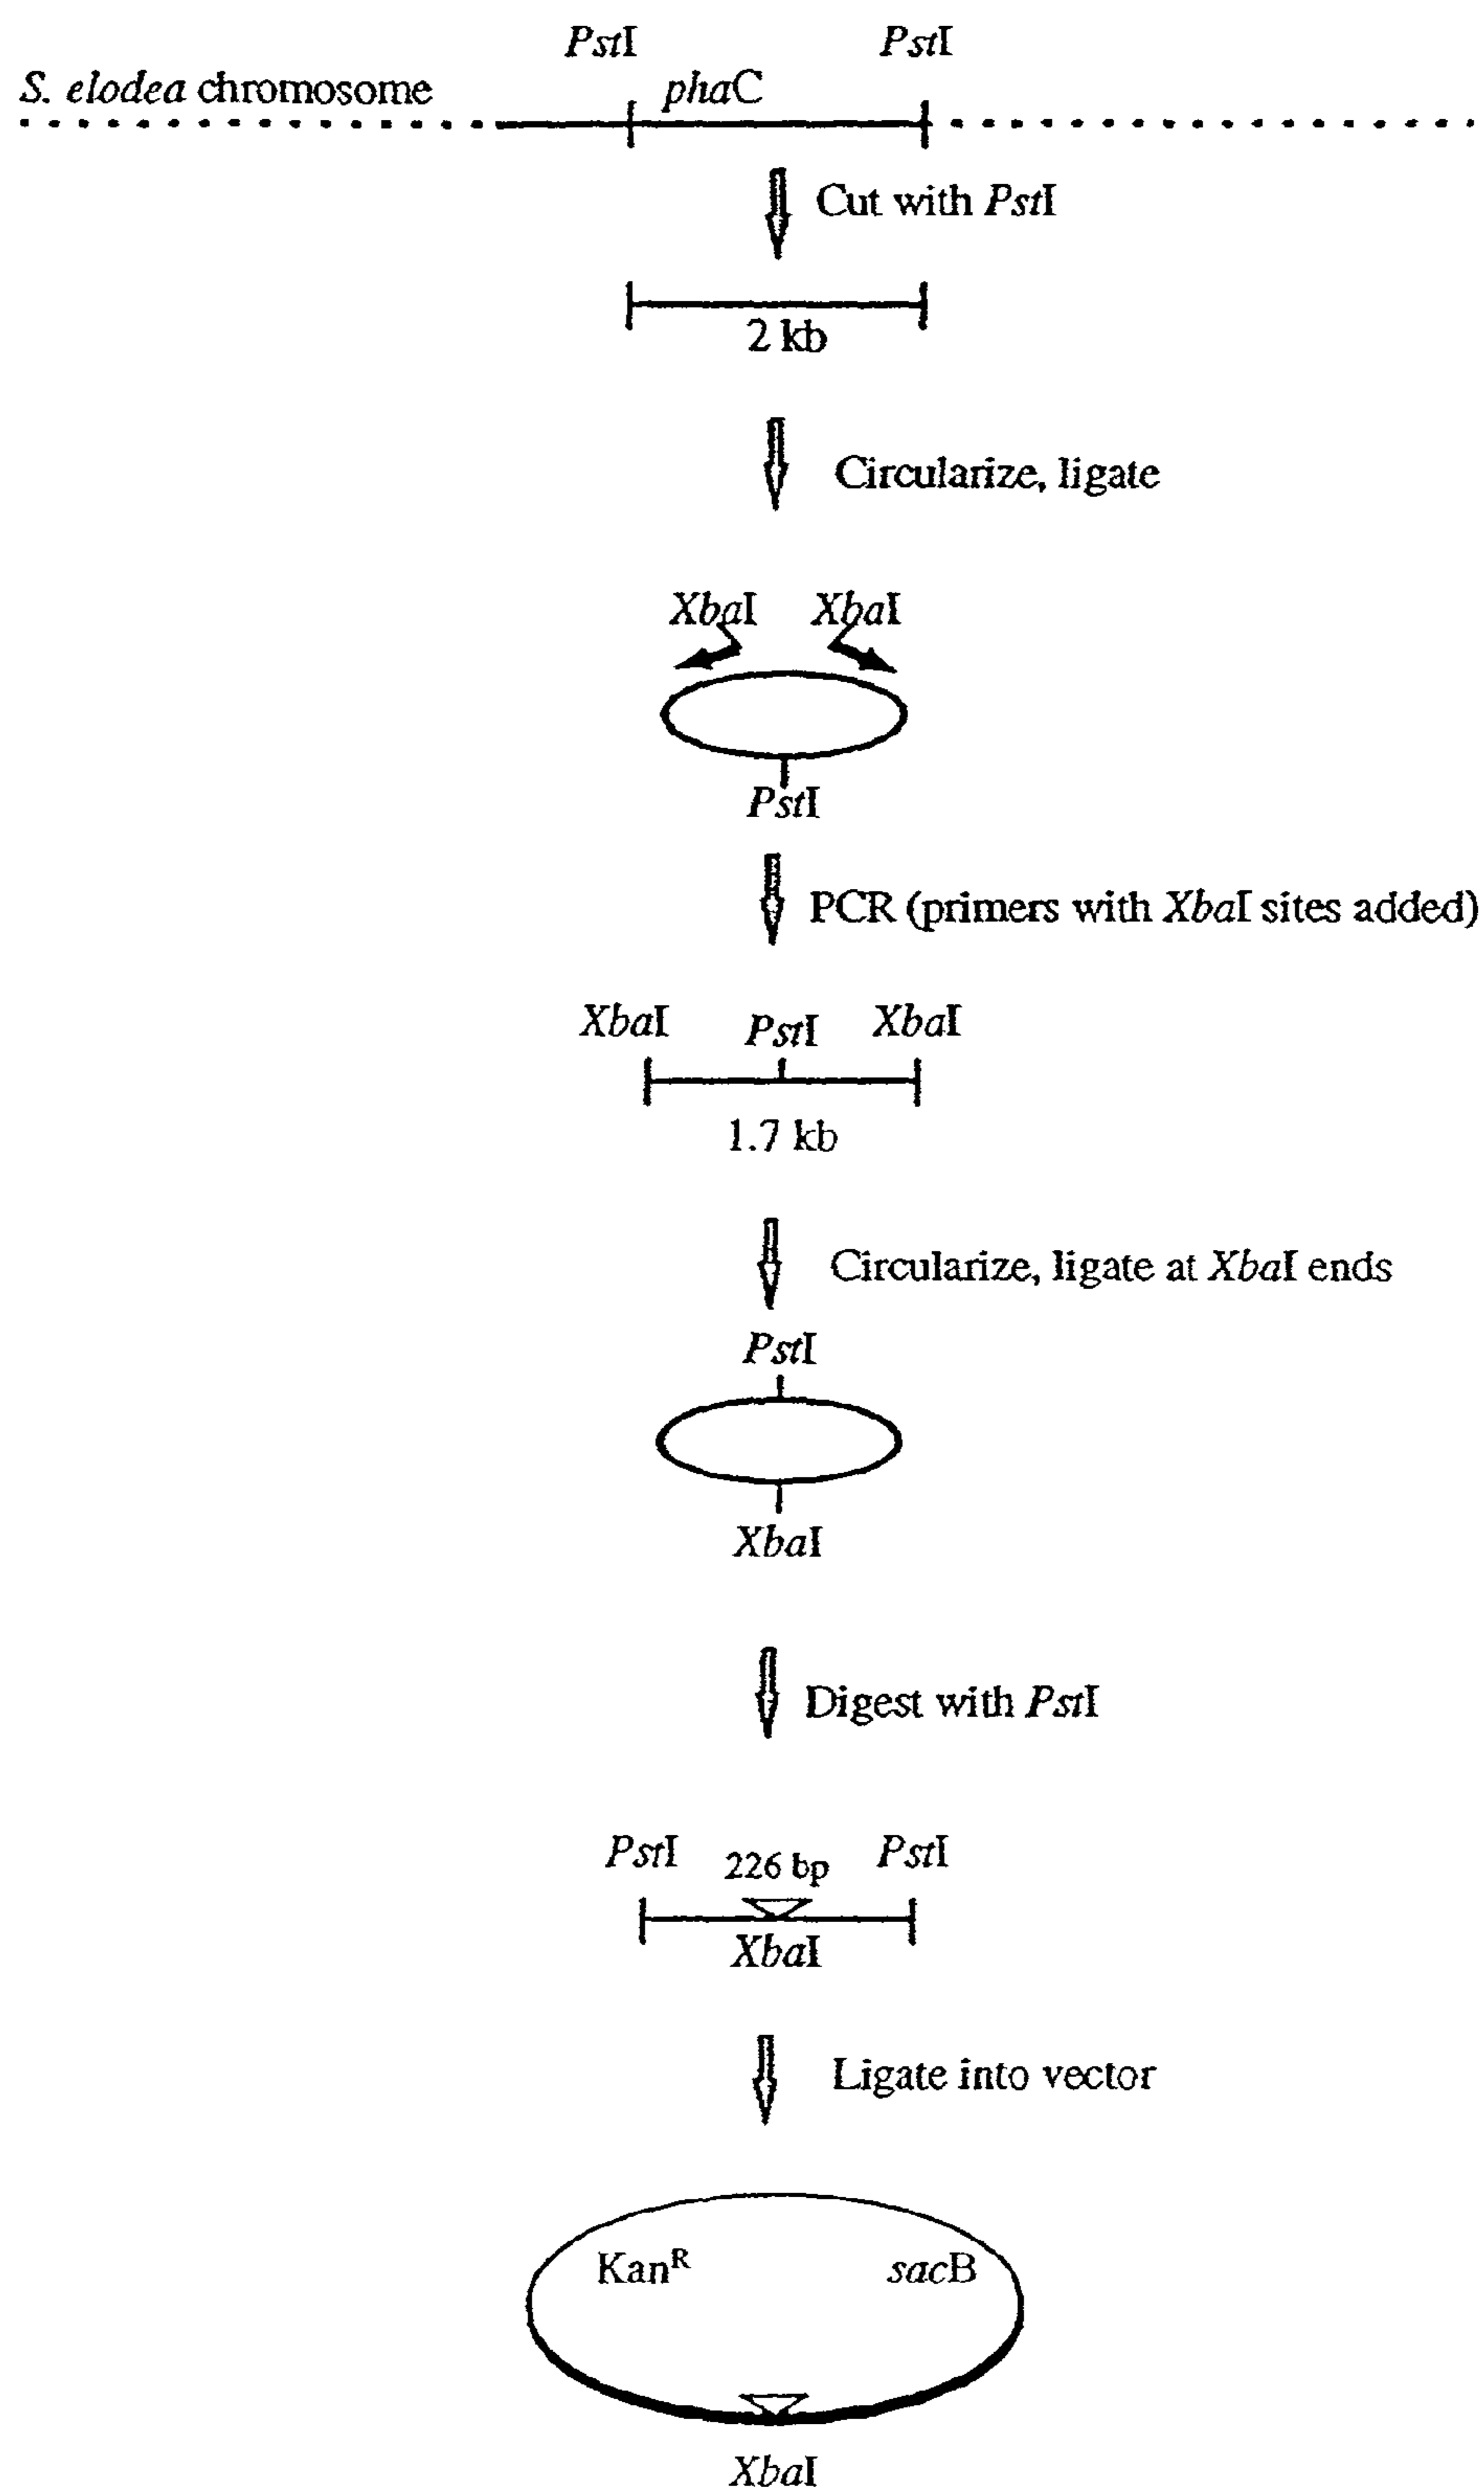 PstI PstI
S. elodea chromosome phaC
Cut with PstI
2 kb
Circularize, ligate
XbaI XbaI
PstI
PCR (primers with XbaI sites added)
XbaI PstI XbaI
1.7 kb
Circularize, ligate at XbaI ends
PstI
XbaI
Digest with PstI
PstI 226 bp PstI
XbaI
Ligate into vector
Kan^R sacB
XbaI